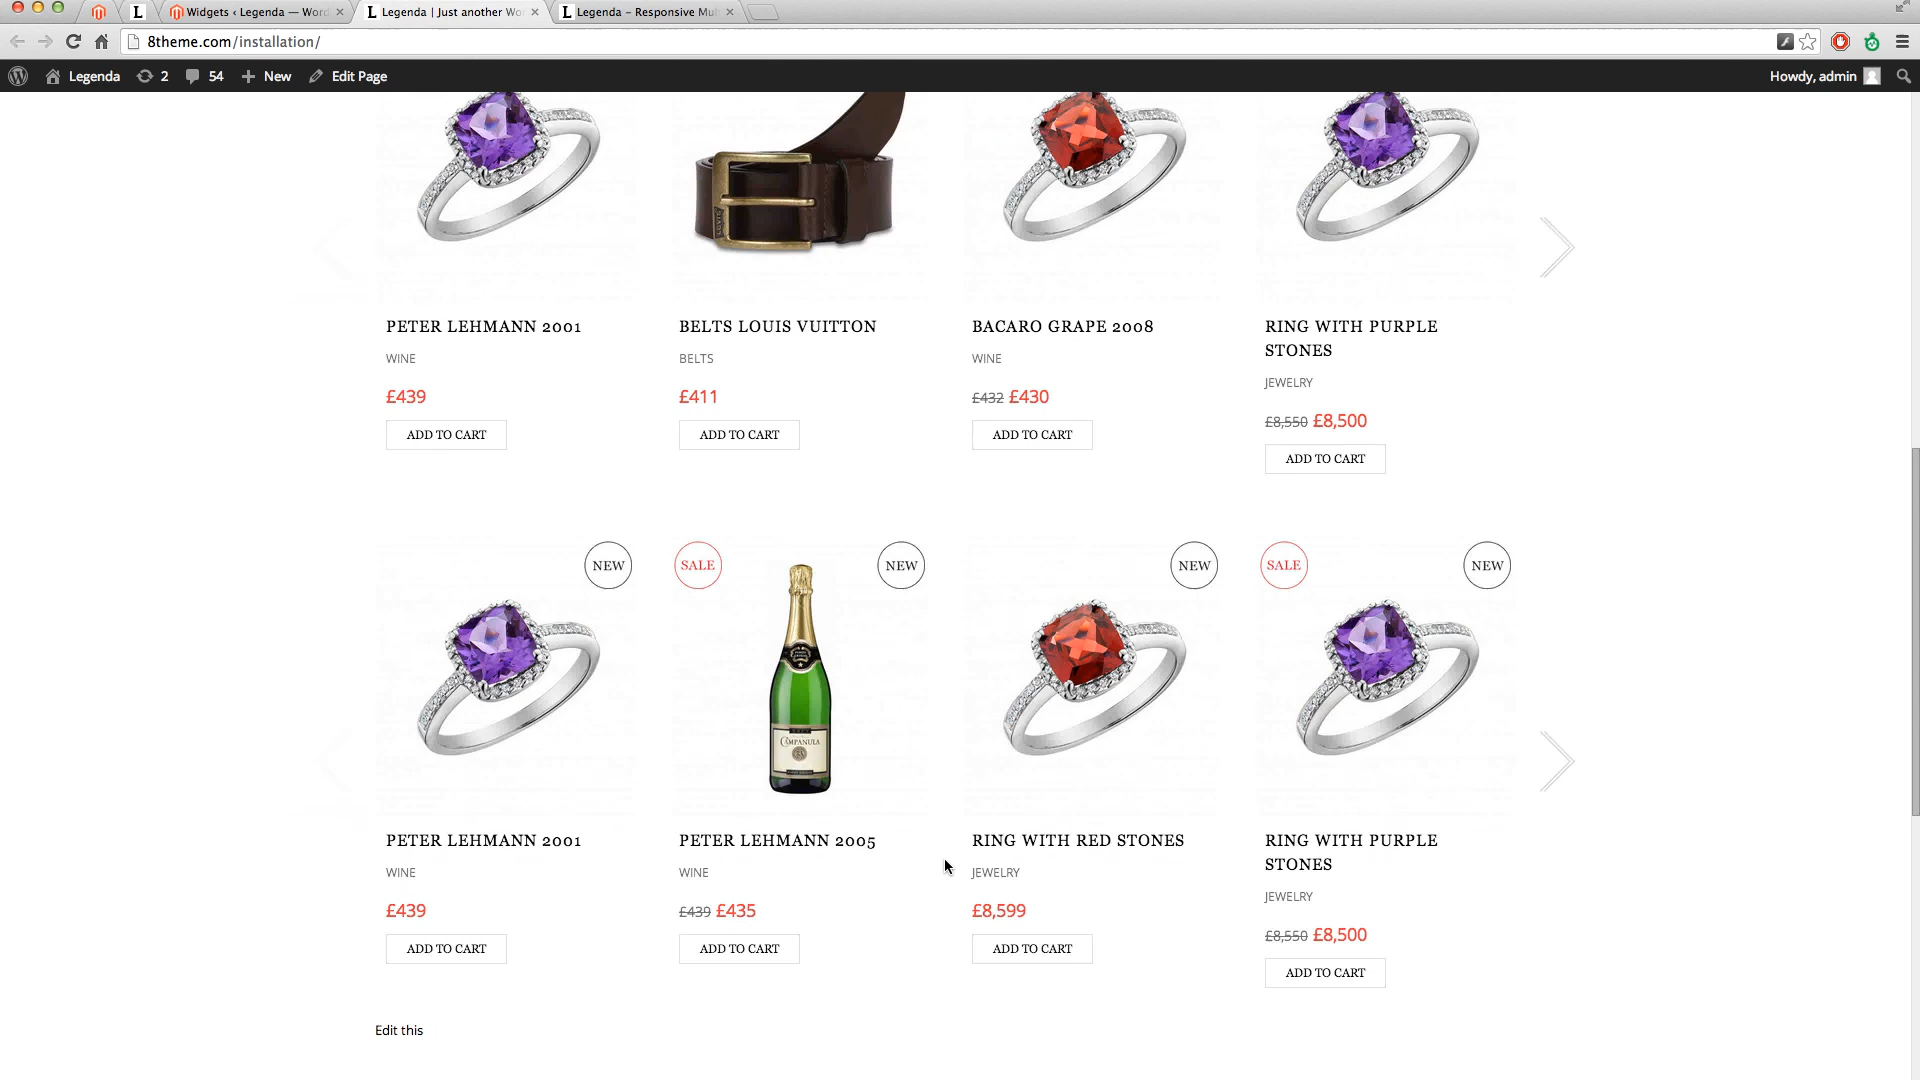 Widgets ‹ Legenda — Word
Legenda | Just another Wo
Legenda – Responsive Mul
8theme.com/installation/
Legenda 2 54 New Edit Page
Howdy, admin
PETER LEHMANN 2001
WINE
£439
ADD TO CART
BELTS LOUIS VUITTON
BELTS
£411
ADD TO CART
BACARO GRAPE 2008
WINE
£432 £430
ADD TO CART
RING WITH PURPLE
STONES
JEWELRY
£8,550 £8,500
ADD TO CART
NEW
PETER LEHMANN 2001
WINE
£439
ADD TO CART
SALE
NEW
CAMPANULA
PETER LEHMANN 2005
WINE
£439 £435
ADD TO CART
NEW
RING WITH RED STONES
JEWELRY
£8,599
ADD TO CART
SALE
NEW
RING WITH PURPLE
STONES
JEWELRY
£8,550 £8,500
ADD TO CART
Edit this